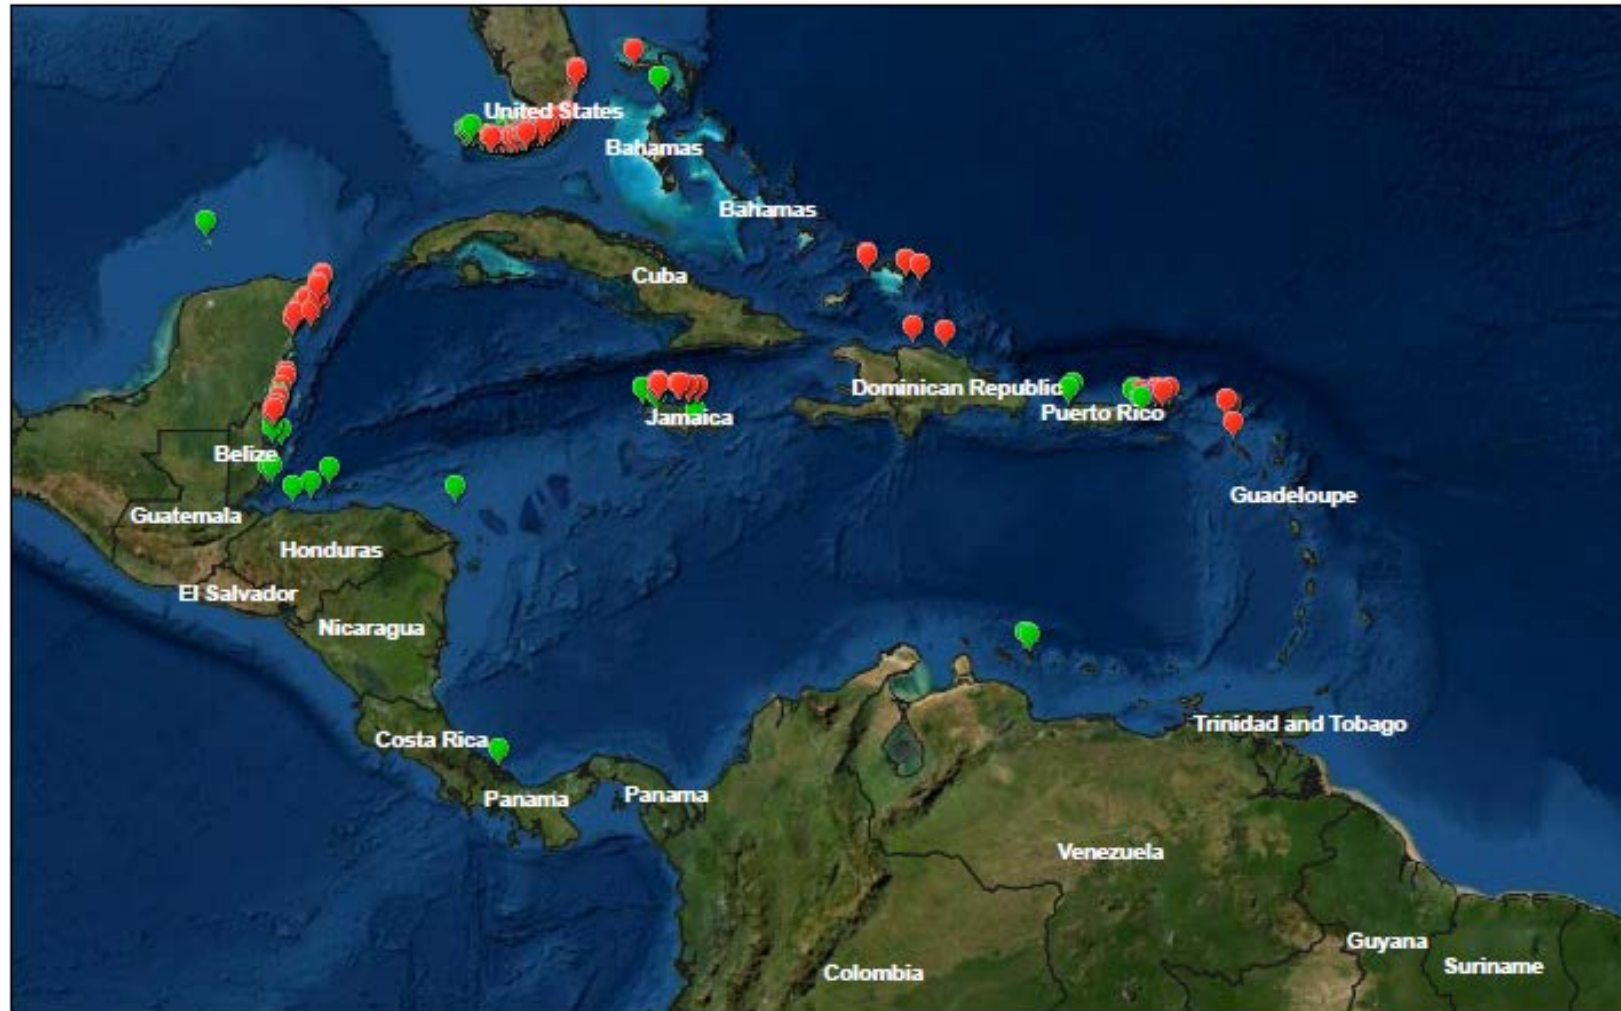 United States
Bahamas
Bahamas
Cuba
Dominican Republic
Puerto Rico
Jamaica
Belize
Guadeloupe
Guatemala
Honduras
El Salvador
Nicaragua
Trinidad and Tobago
Costa Rica
Panama
Panama
Venezuela
Guyana
Suriname
Colombia